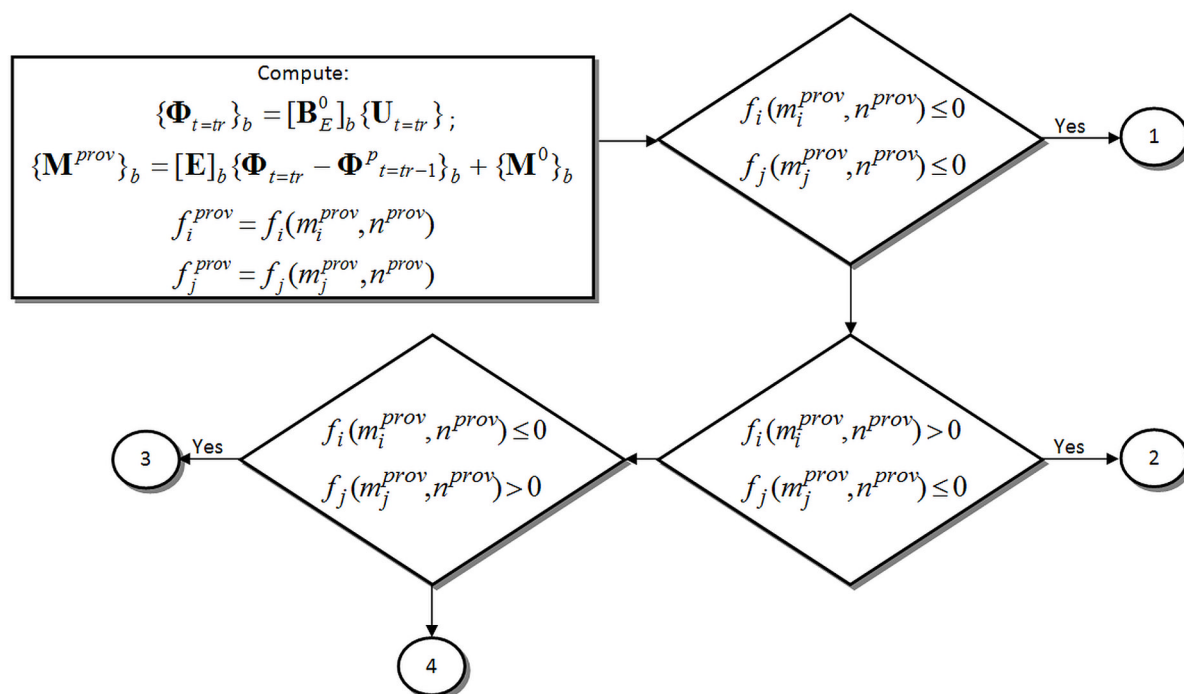 Compute:
{Φ_{t=tr}}_b = [B_E^0]_b {U_{t=tr}} ;
{M^{prov}}_b = [E]_b {Φ_{t=tr} − Φ^p_{t=tr−1}}_b + {M^0}_b
f_i^{prov} = f_i(m_i^{prov}, n^{prov})
f_j^{prov} = f_j(m_j^{prov}, n^{prov})
f_i(m_i^{prov}, n^{prov}) ≤ 0
f_j(m_j^{prov}, n^{prov}) ≤ 0
Yes
1
f_i(m_i^{prov}, n^{prov}) > 0
f_j(m_j^{prov}, n^{prov}) ≤ 0
Yes
2
f_i(m_i^{prov}, n^{prov}) ≤ 0
f_j(m_j^{prov}, n^{prov}) > 0
Yes
3
4